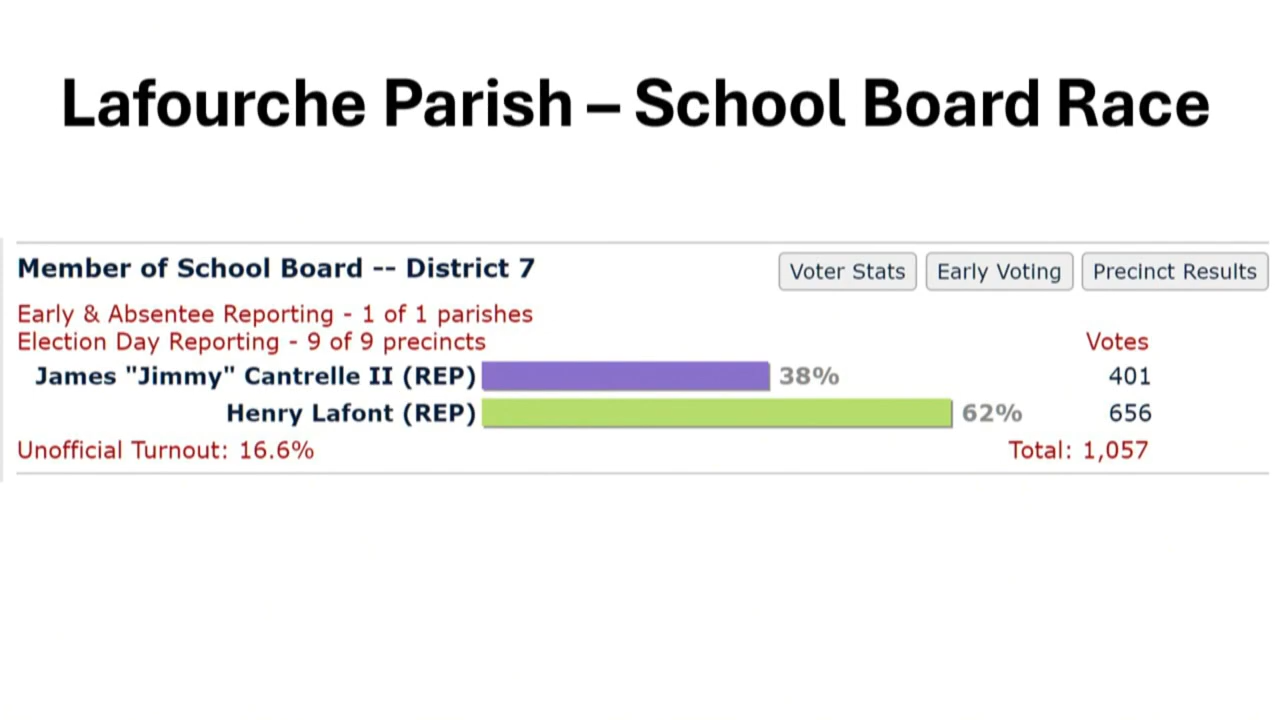 Lafourche Parish – School Board Race
Member of School Board -- District 7 Voter Stats Early Voting Precinct Results
Early & Absentee Reporting - 1 of 1 parishes
Election Day Reporting - 9 of 9 precincts Votes
James "Jimmy" Cantrelle II (REP) 38% 401
Henry Lafont (REP) 62% 656
Unofficial Turnout: 16.6% Total: 1,057